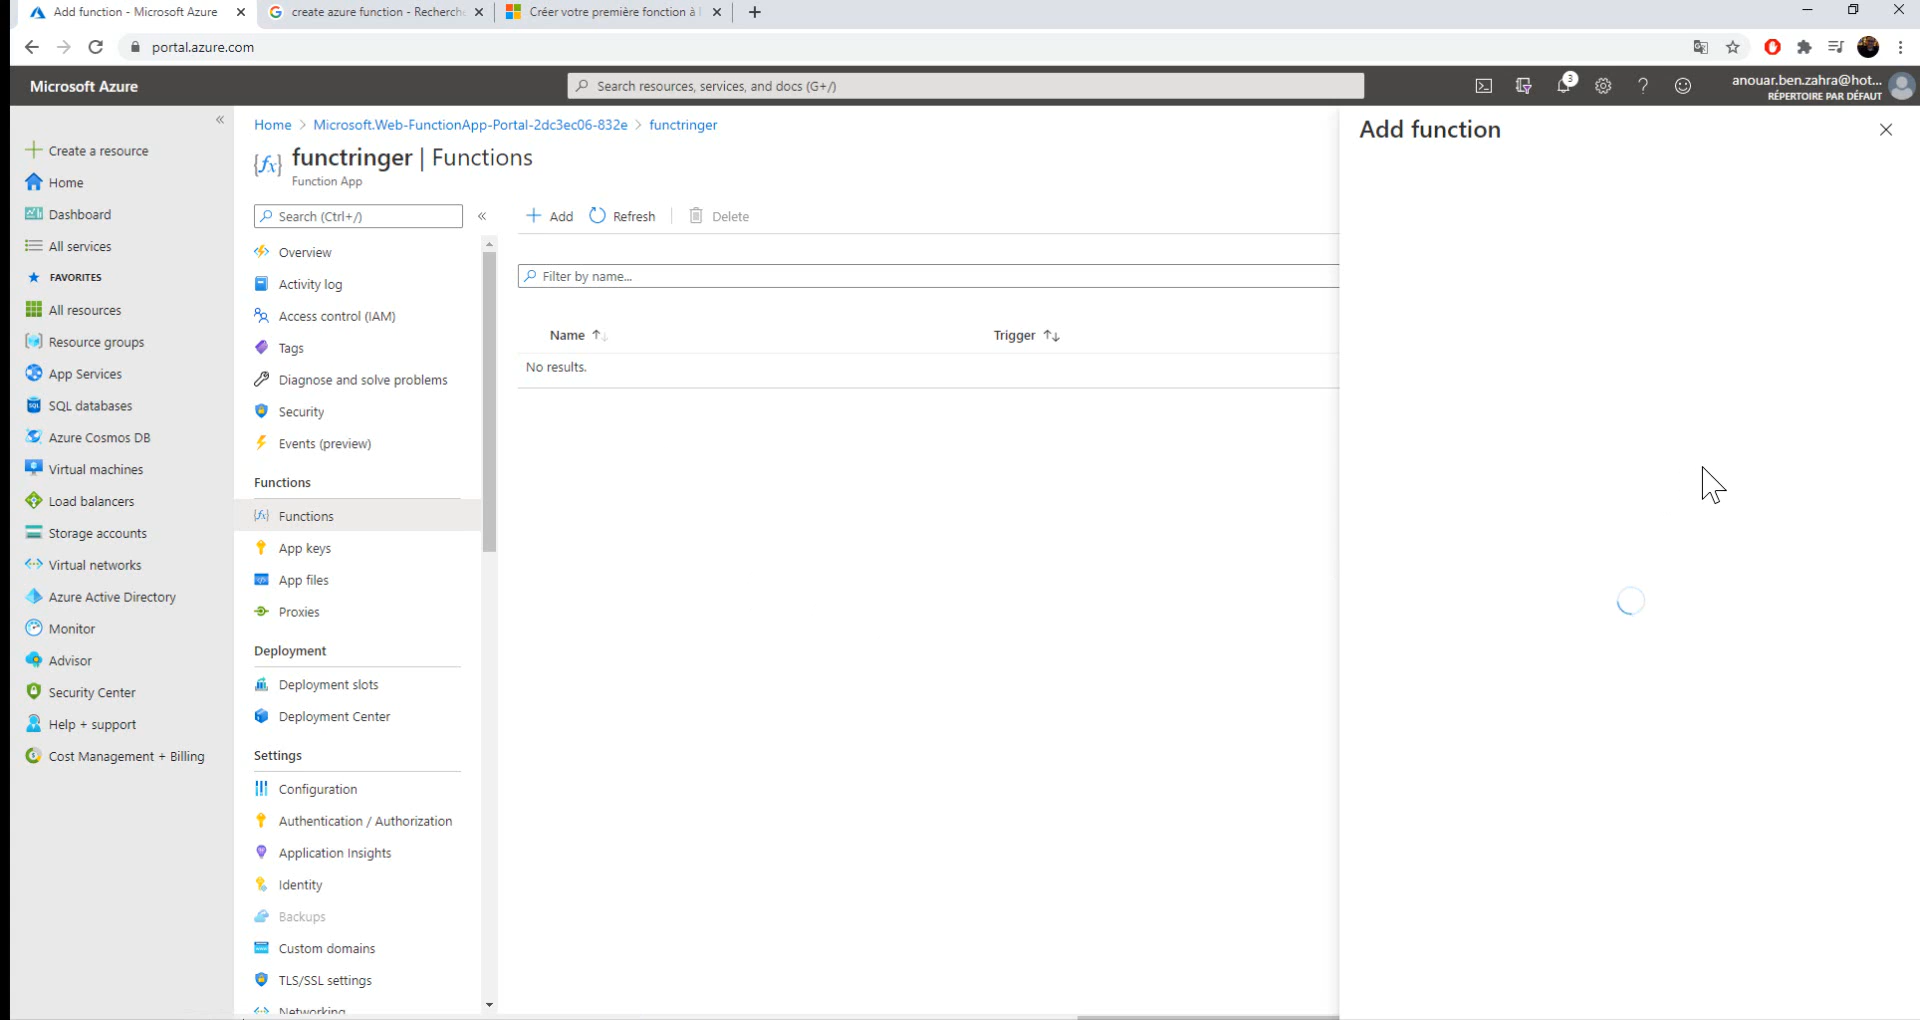 Add function - Microsoft Azure
create azure function - Recherch
Créer votre première fonction à l
portal.azure.com
Microsoft Azure
Search resources, services, and docs (G+/)
3
anouar.ben.zahra@hot...
RÉPERTOIRE PAR DÉFAUT
Create a resource
Home
Dashboard
All services
FAVORITES
All resources
Resource groups
App Services
SQL databases
Azure Cosmos DB
Virtual machines
Load balancers
Storage accounts
Virtual networks
Azure Active Directory
Monitor
Advisor
Security Center
Help + support
Cost Management + Billing
Home > Microsoft.Web-FunctionApp-Portal-2dc3ec06-832e > functringer
functringer | Functions
Function App
Search (Ctrl+/)
Overview
Activity log
Access control (IAM)
Tags
Diagnose and solve problems
Security
Events (preview)
Functions
Functions
App keys
App files
Proxies
Deployment
Deployment slots
Deployment Center
Settings
Configuration
Authentication / Authorization
Application Insights
Identity
Backups
Custom domains
TLS/SSL settings
Networking
Add Refresh Delete
Filter by name...
Name Trigger
No results.
Add function